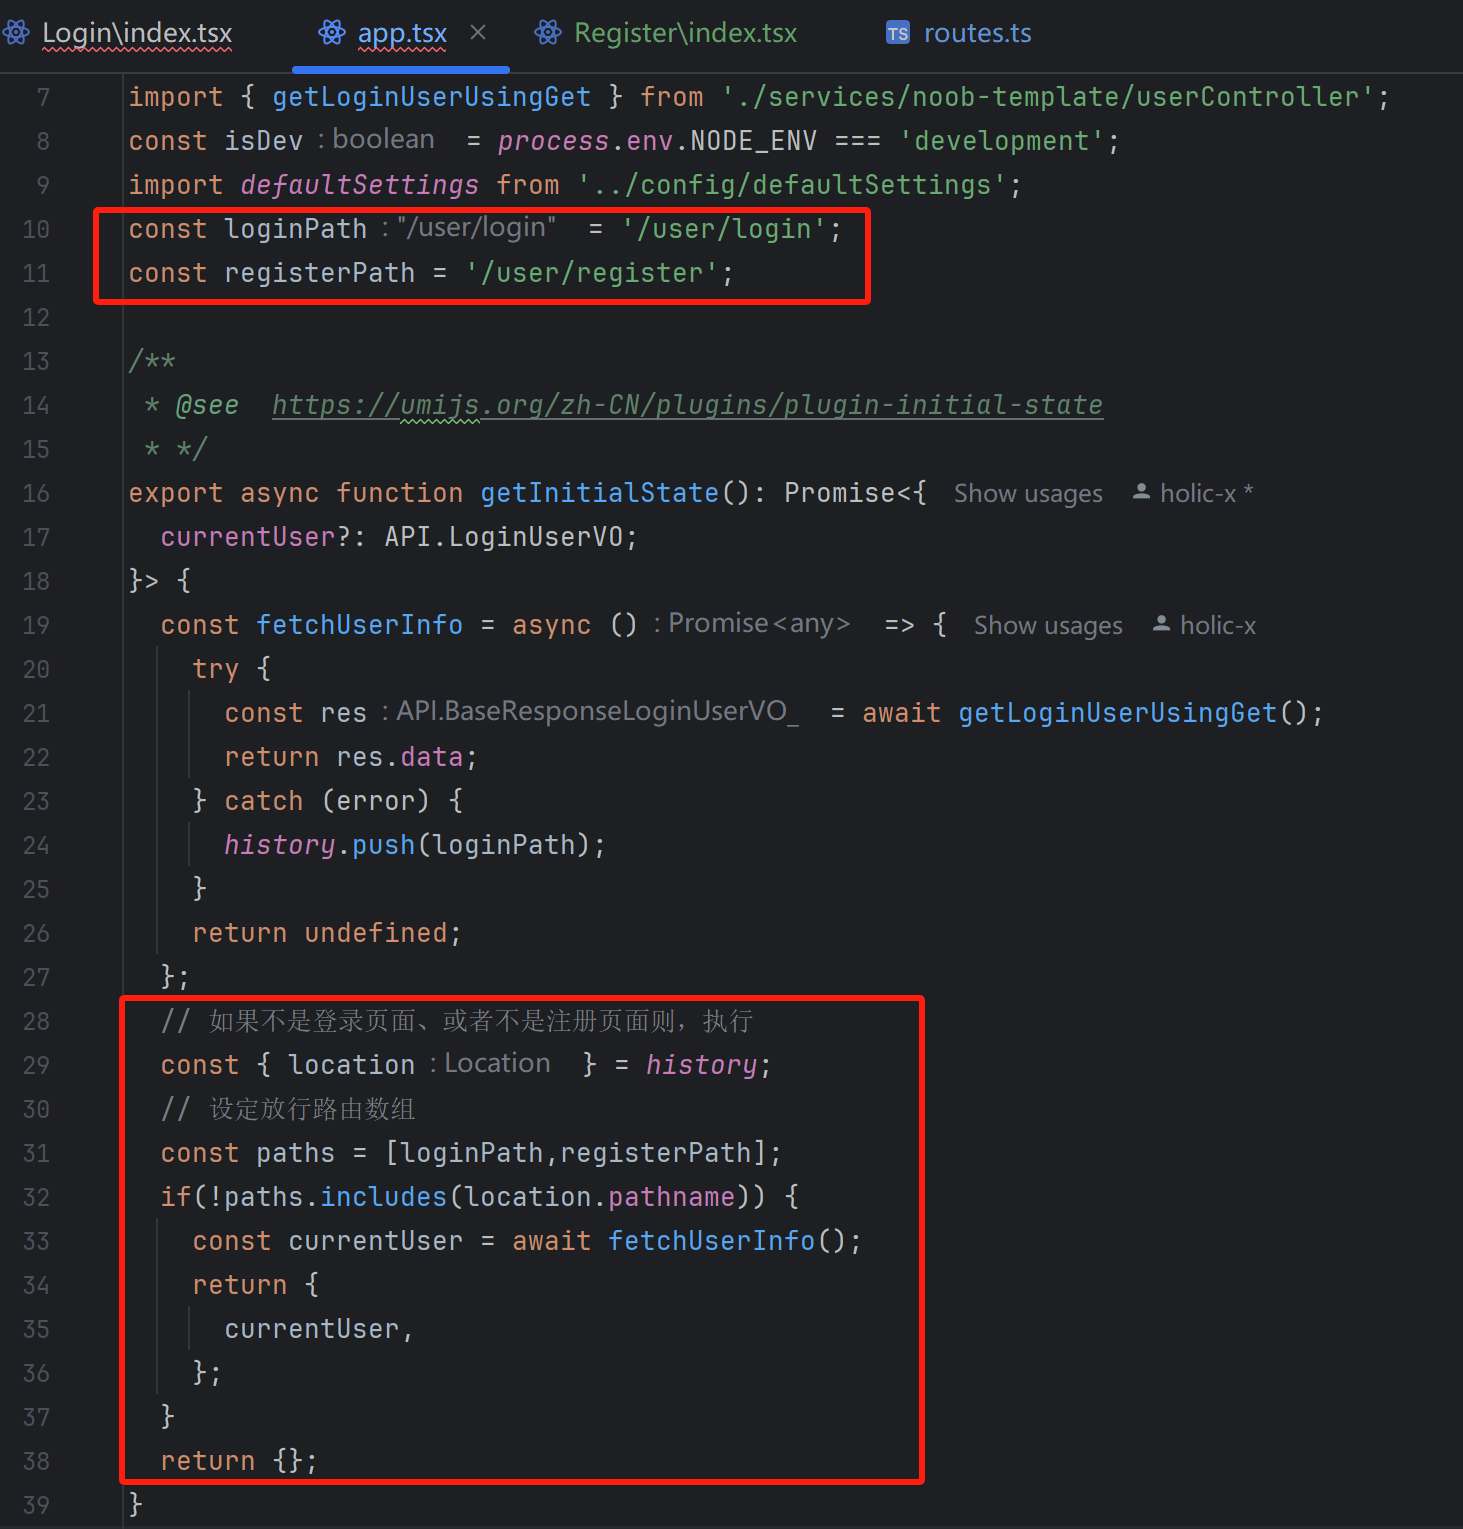 Login\index.tsx app.tsx Register\index.tsx TS routes.ts
7 import { getLoginUserUsingGet } from './services/noob-template/userController';
8 const isDev : boolean = process.env.NODE_ENV === 'development';
9 import defaultSettings from '../config/defaultSettings';
10 const loginPath : "/user/login" = '/user/login';
11 const registerPath = '/user/register';
12
13 /**
14 * @see https://umijs.org/zh-CN/plugins/plugin-initial-state
15 * */
16 export async function getInitialState(): Promise<{ Show usages holic-x *
17 currentUser?: API.LoginUserVO;
18 }> {
19 const fetchUserInfo = async () : Promise<any> => { Show usages holic-x
20 try {
21 const res : API.BaseResponseLoginUserVO_ = await getLoginUserUsingGet();
22 return res.data;
23 } catch (error) {
24 history.push(loginPath);
25 }
26 return undefined;
27 };
28 // 如果不是登录页面、或者不是注册页面则，执行
29 const { location : Location } = history;
30 // 设定放行路由数组
31 const paths = [loginPath,registerPath];
32 if(!paths.includes(location.pathname)) {
33 const currentUser = await fetchUserInfo();
34 return {
35 currentUser,
36 };
37 }
38 return {};
39 }